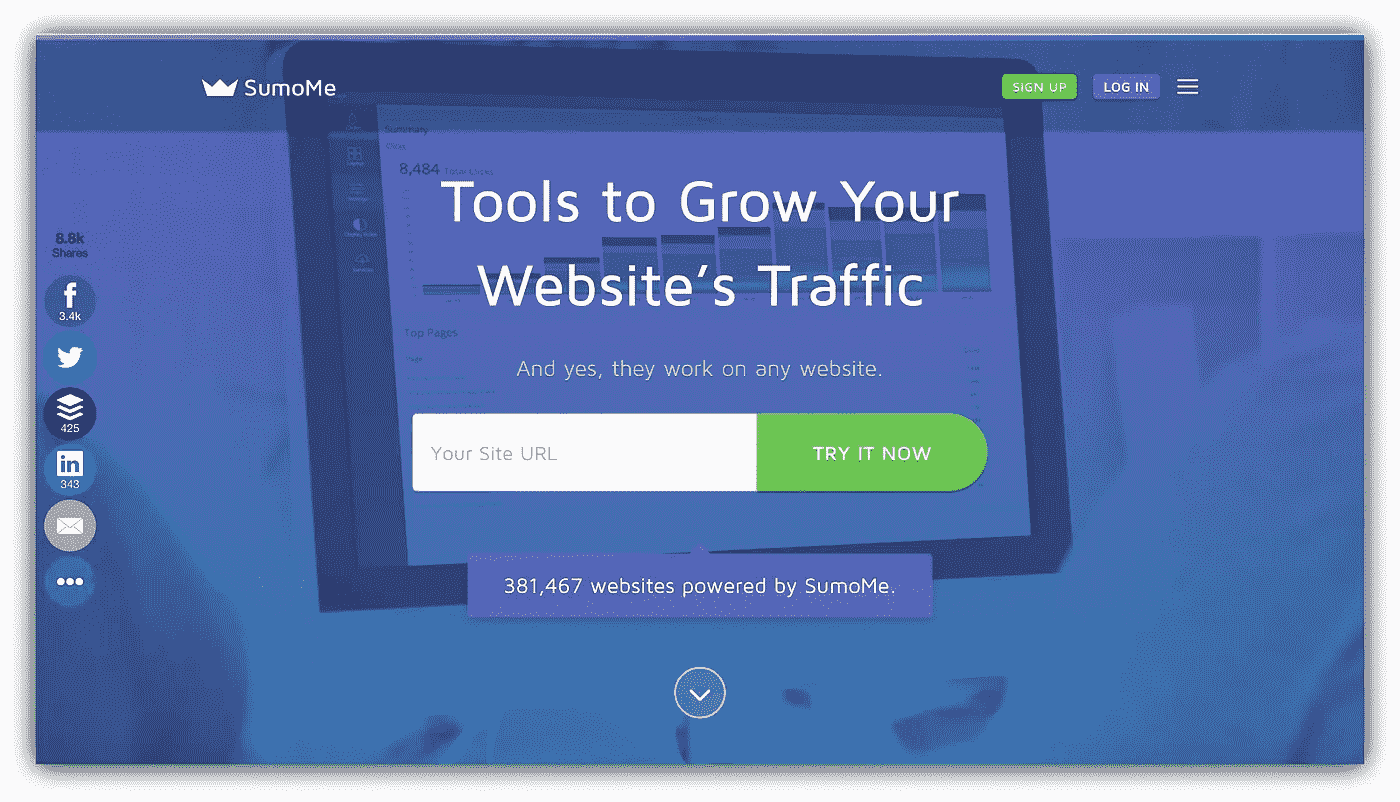 SumoMe
SIGN UP
LOG IN
Summary
8,484 Total Clicks
Tools to Grow Your
Website's Traffic
8.8k
Shares
3.4k
Top Pages
And yes, they work on any website.
425
Your Site URL
TRY IT NOW
343
381,467 websites powered by SumoMe.